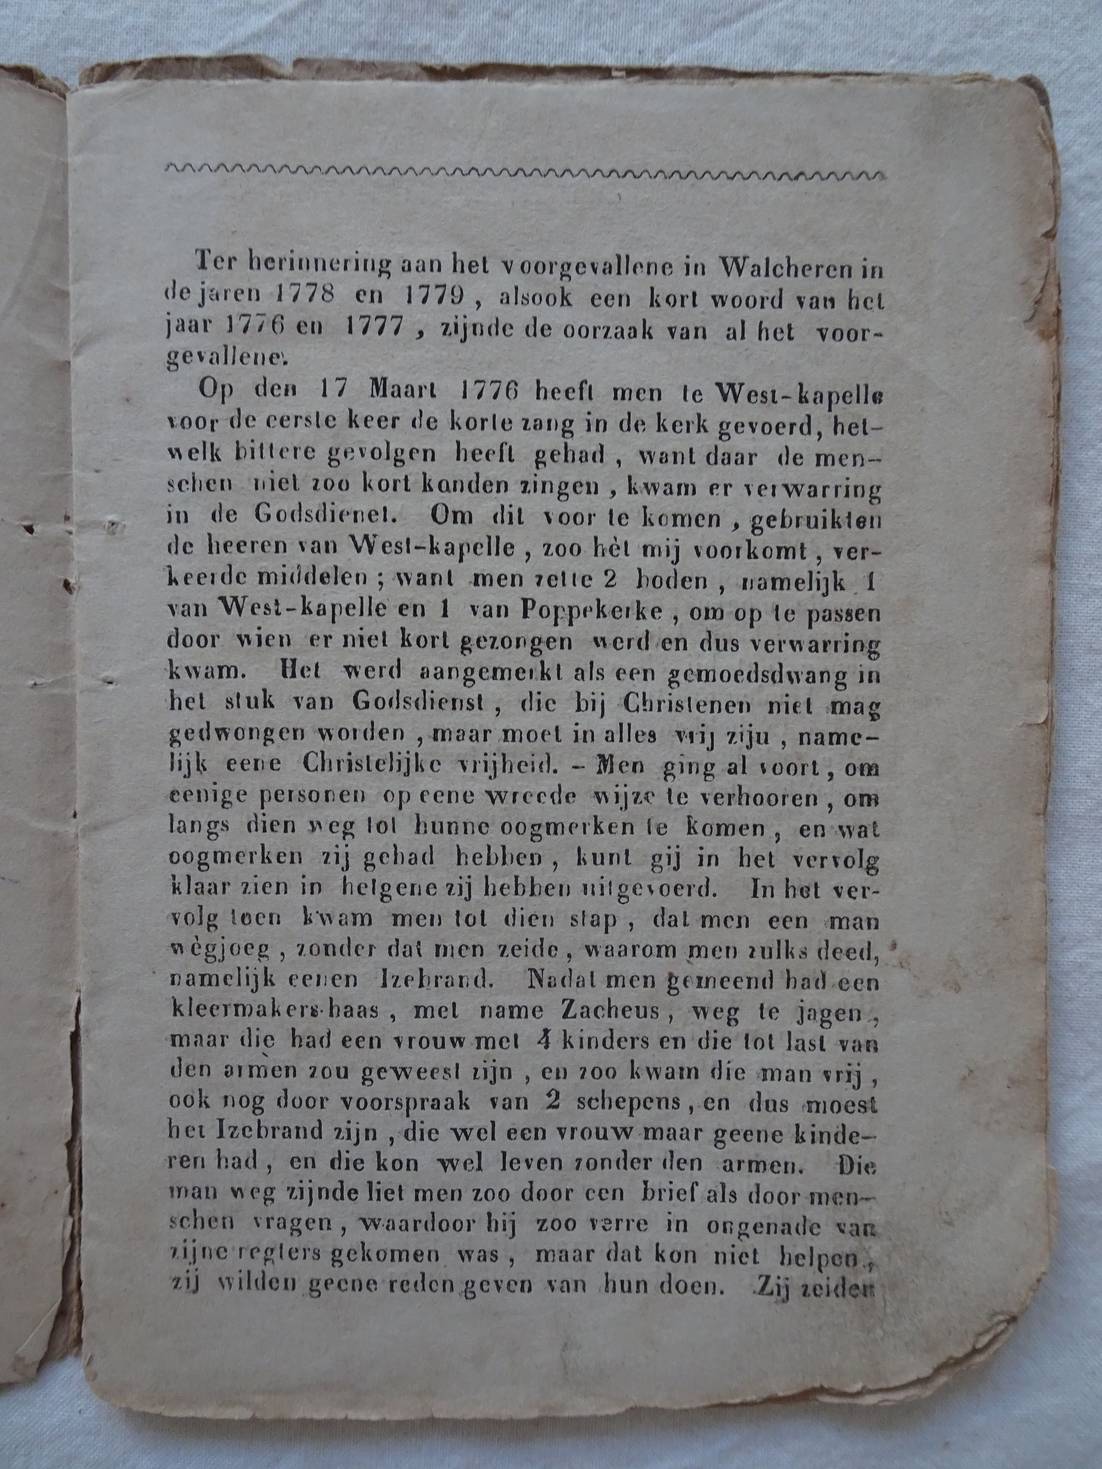 Ter herinnering aan het voorgevallene in Walcheren in
de jaren 1778 en 1779, alsook een kort woord van het
jaar 1776 en 1777, zijnde de oorzaak van al het voor-
gevallene.
Op den 17 Maart 1776 heeft men te West-kapelle
voor de eerste keer de korte zang in de kerk gevoerd, het-
welk bittere gevolgen heeft gehad, want daar de men-
schen niet zoo kort konden zingen, kwam er verwarring
in de Godsdienst. Om dit voor te komen, gebruikten
de heeren van West-kapelle, zoo hèt mij voorkomt, ver-
keerde middelen; want men zette 2 boden, namelijk 1
van West-kapelle en 1 van Poppekerke, om op te passen
door wien er niet kort gezongen werd en dus verwarring
kwam. Het werd aangemerkt als een gemoedsdwang in
het stuk van Godsdienst, die bij Christenen niet mag
gedwongen worden, maar moet in alles vrij zijn, name-
lijk eene Christelijke vrijheid. - Men ging al voort, om
eenige personen op eene wreede wijze te verhooren, om
langs dien weg tot hunne oogmerken te komen, en wat
oogmerken zij gehad hebben, kunt gij in het vervolg
klaar zien in hetgene zij hebben uitgevoerd. In het ver-
volg toen kwam men tot dien stap, dat men een man
wègjoeg, zonder dat men zeide, waarom men zulks deed,
namelijk eenen Izebrand. Nadat men gemeend had een
kleermakers-baas, met name Zacheus, weg te jagen,
maar die had een vrouw met 4 kinders en die tot last van
den armen zou geweest zijn, en zoo kwam die man vrij,
ook nog door voorspraak van 2 schepens, en dus moest
het Izebrand zijn, die wel een vrouw maar geene kinde-
ren had, en die kon wel leven zonder den armen. Die
man weg zijnde liet men zoo door een brief als door men-
schen vragen, waardoor hij zoo verre in ongenade van
zijne regters gekomen was, maar dat kon niet helpen,
zij wilden geene reden geven van hun doen. Zij zeiden